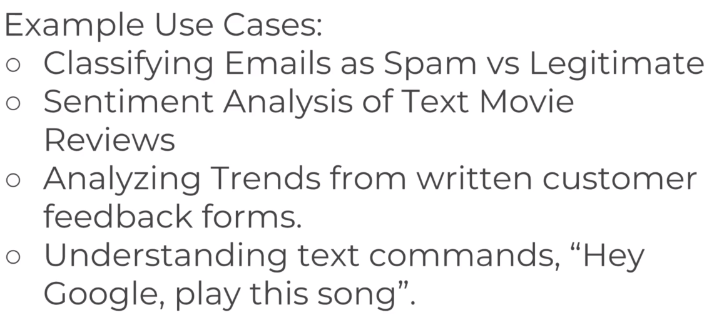 Example Use Cases:
○ Classifying Emails as Spam vs Legitimate
○ Sentiment Analysis of Text Movie
Reviews
○ Analyzing Trends from written customer
feedback forms.
○ Understanding text commands, “Hey
Google, play this song”.